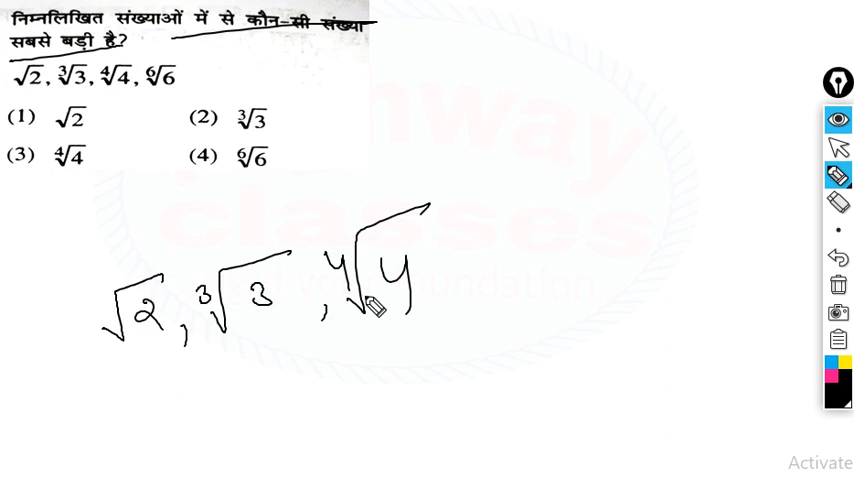 निम्नलिखित संख्याओं में से कौन-सी संख्या
सबसे बड़ी है?
√2, ∛3, ∜4, ⁶√6
(1) √2 (2) ∛3
(3) ∜4 (4) ⁶√6
√2, ∛3, ∜4
classes
Activate